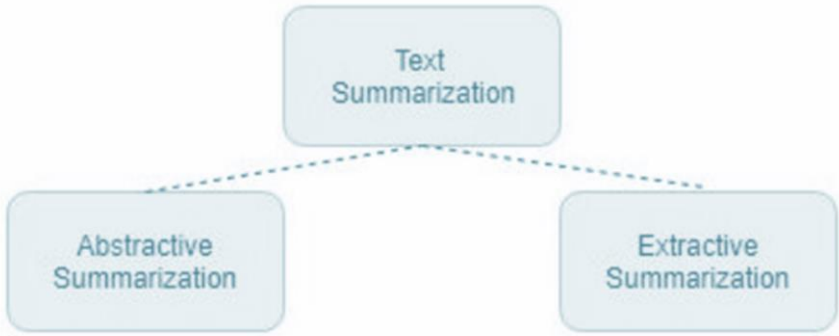 Text
Summarization
Abstractive
Summarization
Extractive
Summarization